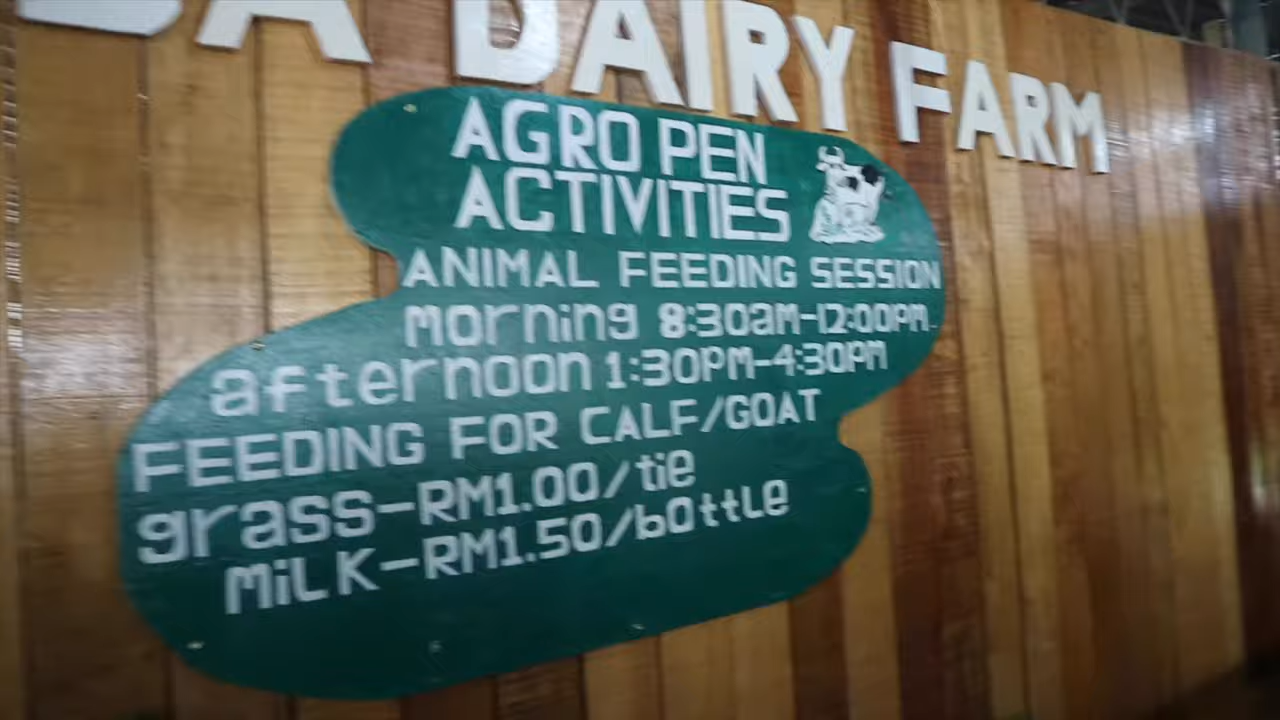 DAIRY FARM
AGRO PEN
ACTIVITIES
ANIMAL FEEDING SESSION
morning 8:30am-12:00PM
afternoon 1:30PM-4:30PM
FEEDING FOR CALF/GOAT
grass-RM1.00/tie
MiLK-RM1.50/bottle